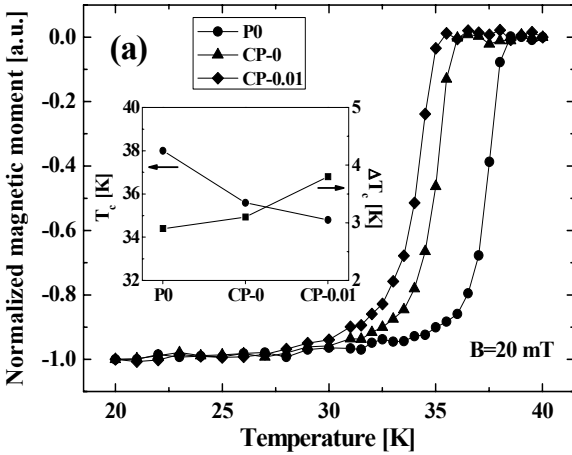 P0
CP-0
CP-0.01
(a)
Normalized magnetic moment [a.u.]
0.0
-0.2
-0.4
-0.6
-0.8
-1.0
40
38
36
34
32
T_c [K]
5
4
3
2
ΔT_c [K]
P0 CP-0 CP-0.01
B=20 mT
20 25 30 35 40
Temperature [K]